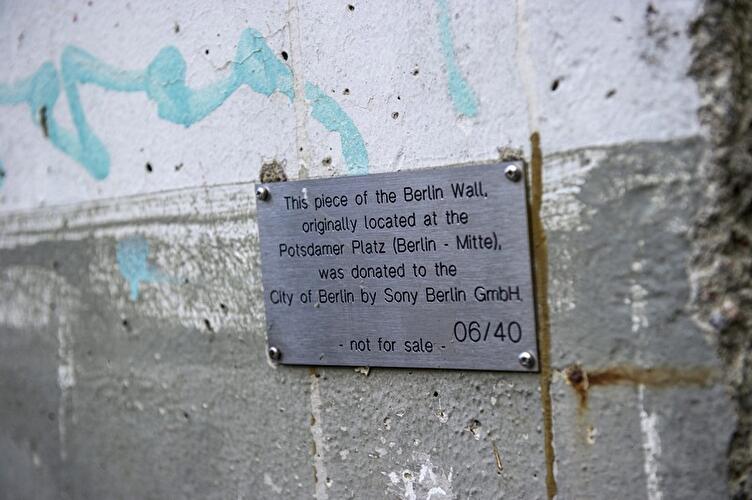 This piece of the Berlin Wall,
originally located at the
Potsdamer Platz (Berlin - Mitte),
was donated to the
City of Berlin by Sony Berlin GmbH.
- not for sale - 06/40